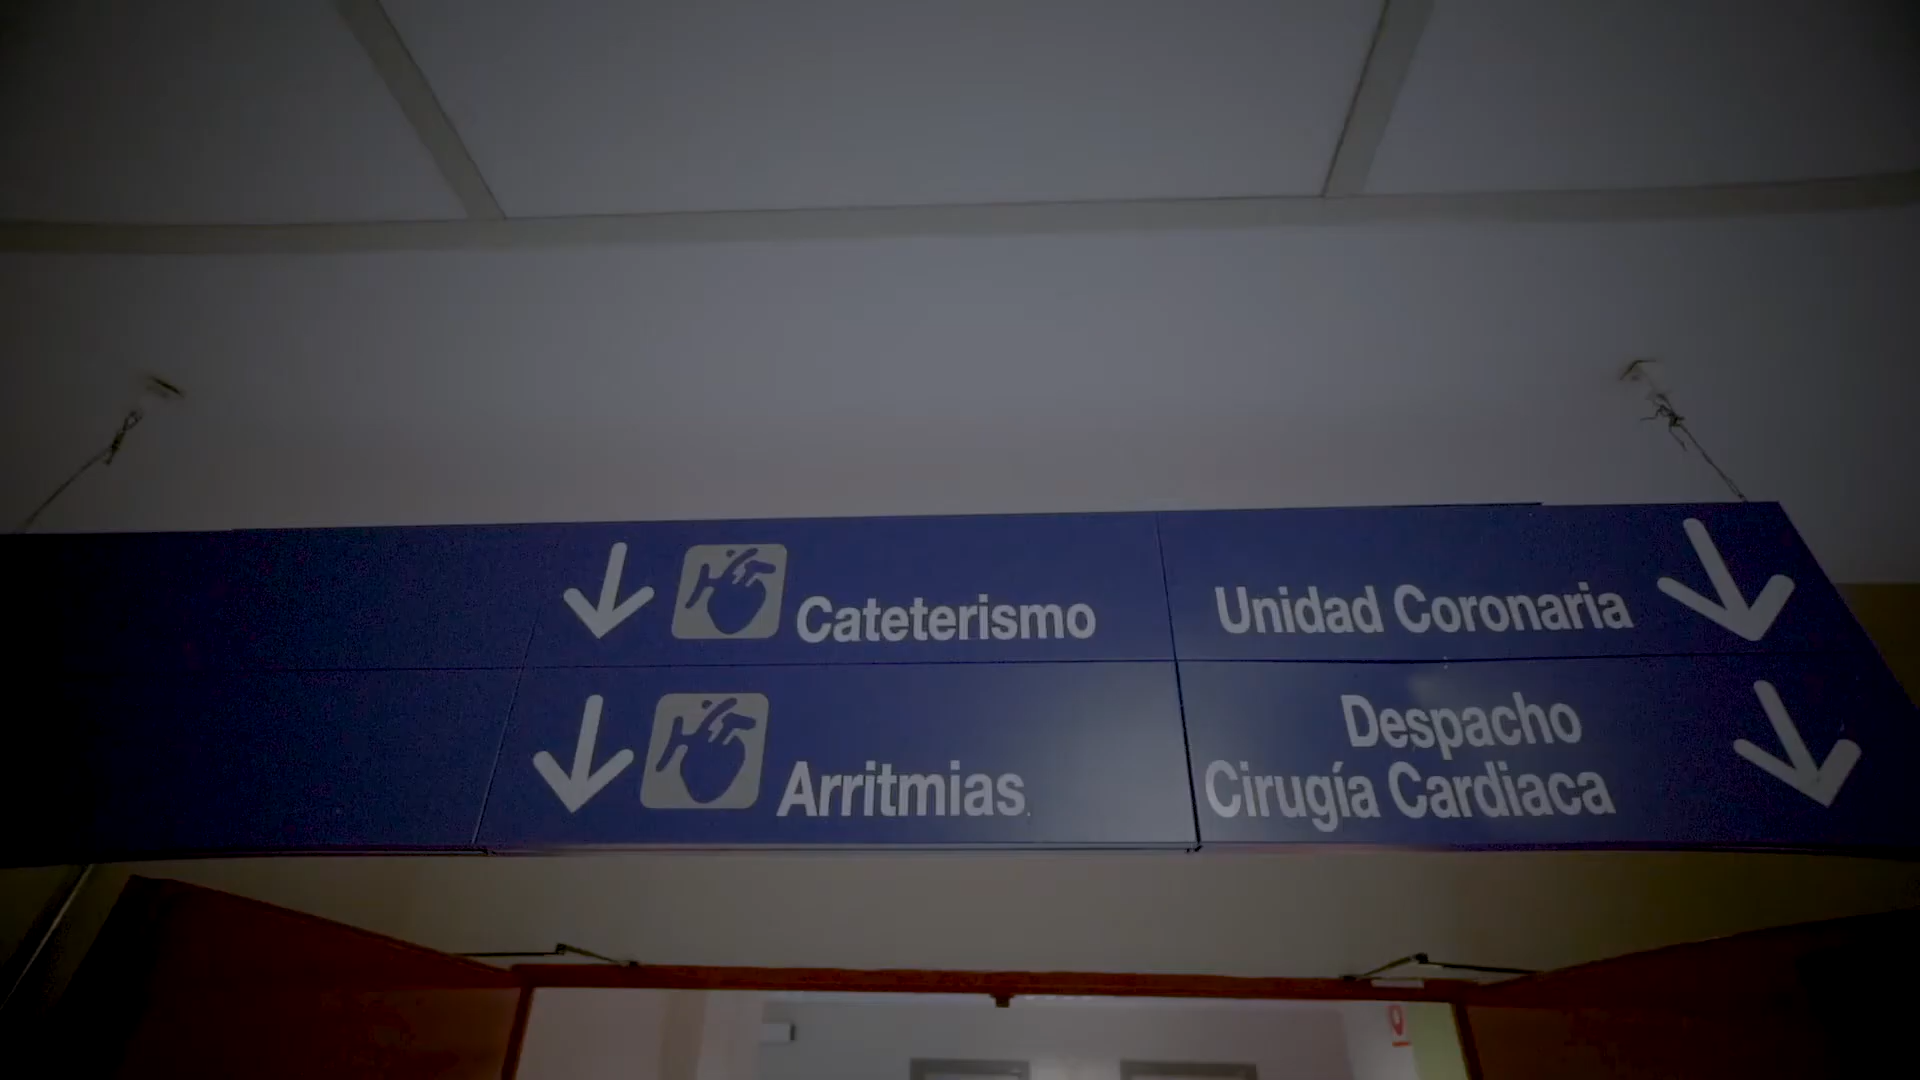 Cateterismo
Unidad Coronaria
Arritmias
Despacho
Cirugía Cardiaca